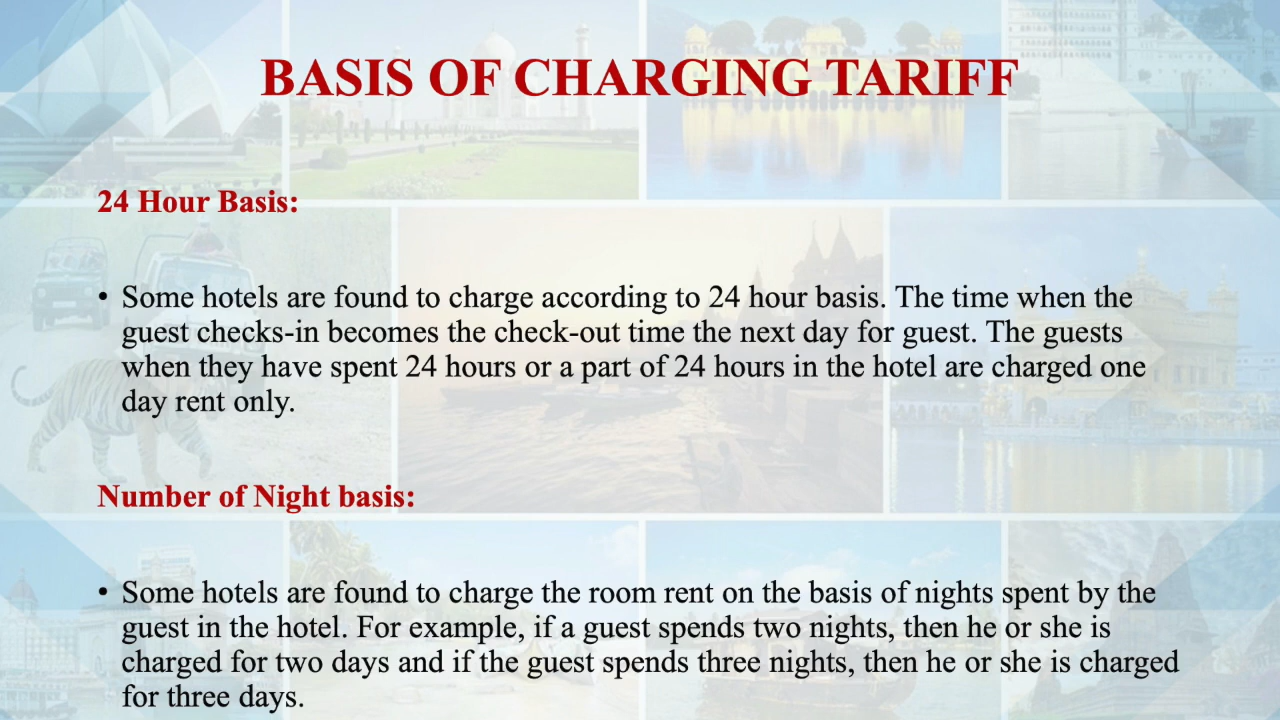 BASIS OF CHARGING TARIFF
24 Hour Basis:
• Some hotels are found to charge according to 24 hour basis. The time when the
guest checks-in becomes the check-out time the next day for guest. The guests
when they have spent 24 hours or a part of 24 hours in the hotel are charged one
day rent only.
Number of Night basis:
• Some hotels are found to charge the room rent on the basis of nights spent by the
guest in the hotel. For example, if a guest spends two nights, then he or she is
charged for two days and if the guest spends three nights, then he or she is charged
for three days.